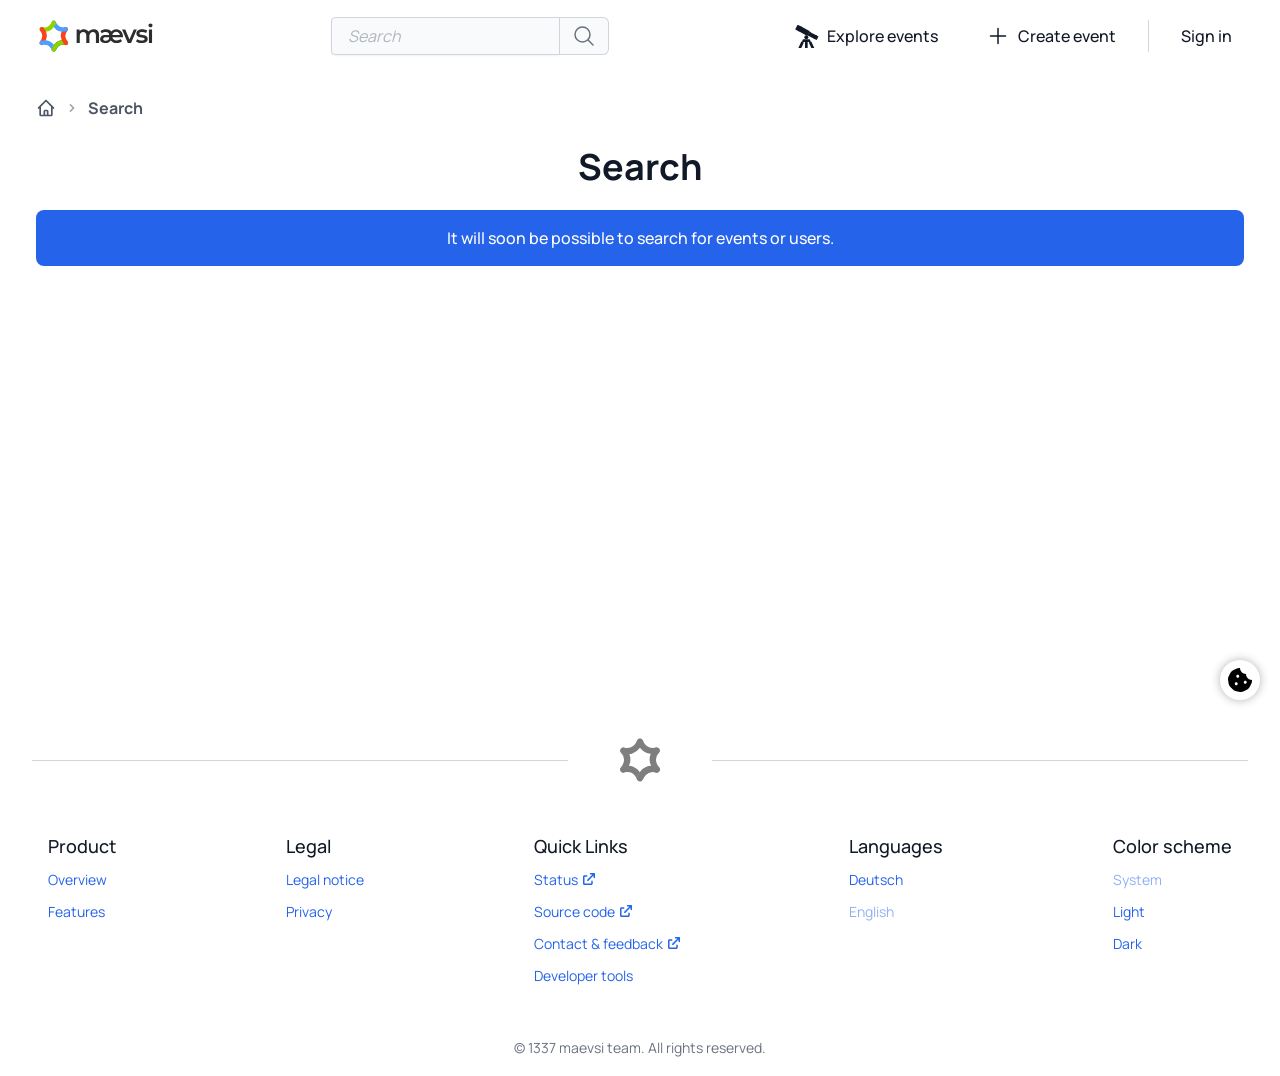 mævsi
Search
Explore events
Create event
Sign in
Search
Search
It will soon be possible to search for events or users.
Product
Overview
Features
Legal
Legal notice
Privacy
Quick Links
Status
Source code
Contact & feedback
Developer tools
Languages
Deutsch
English
Color scheme
System
Light
Dark
© 1337 maevsi team. All rights reserved.